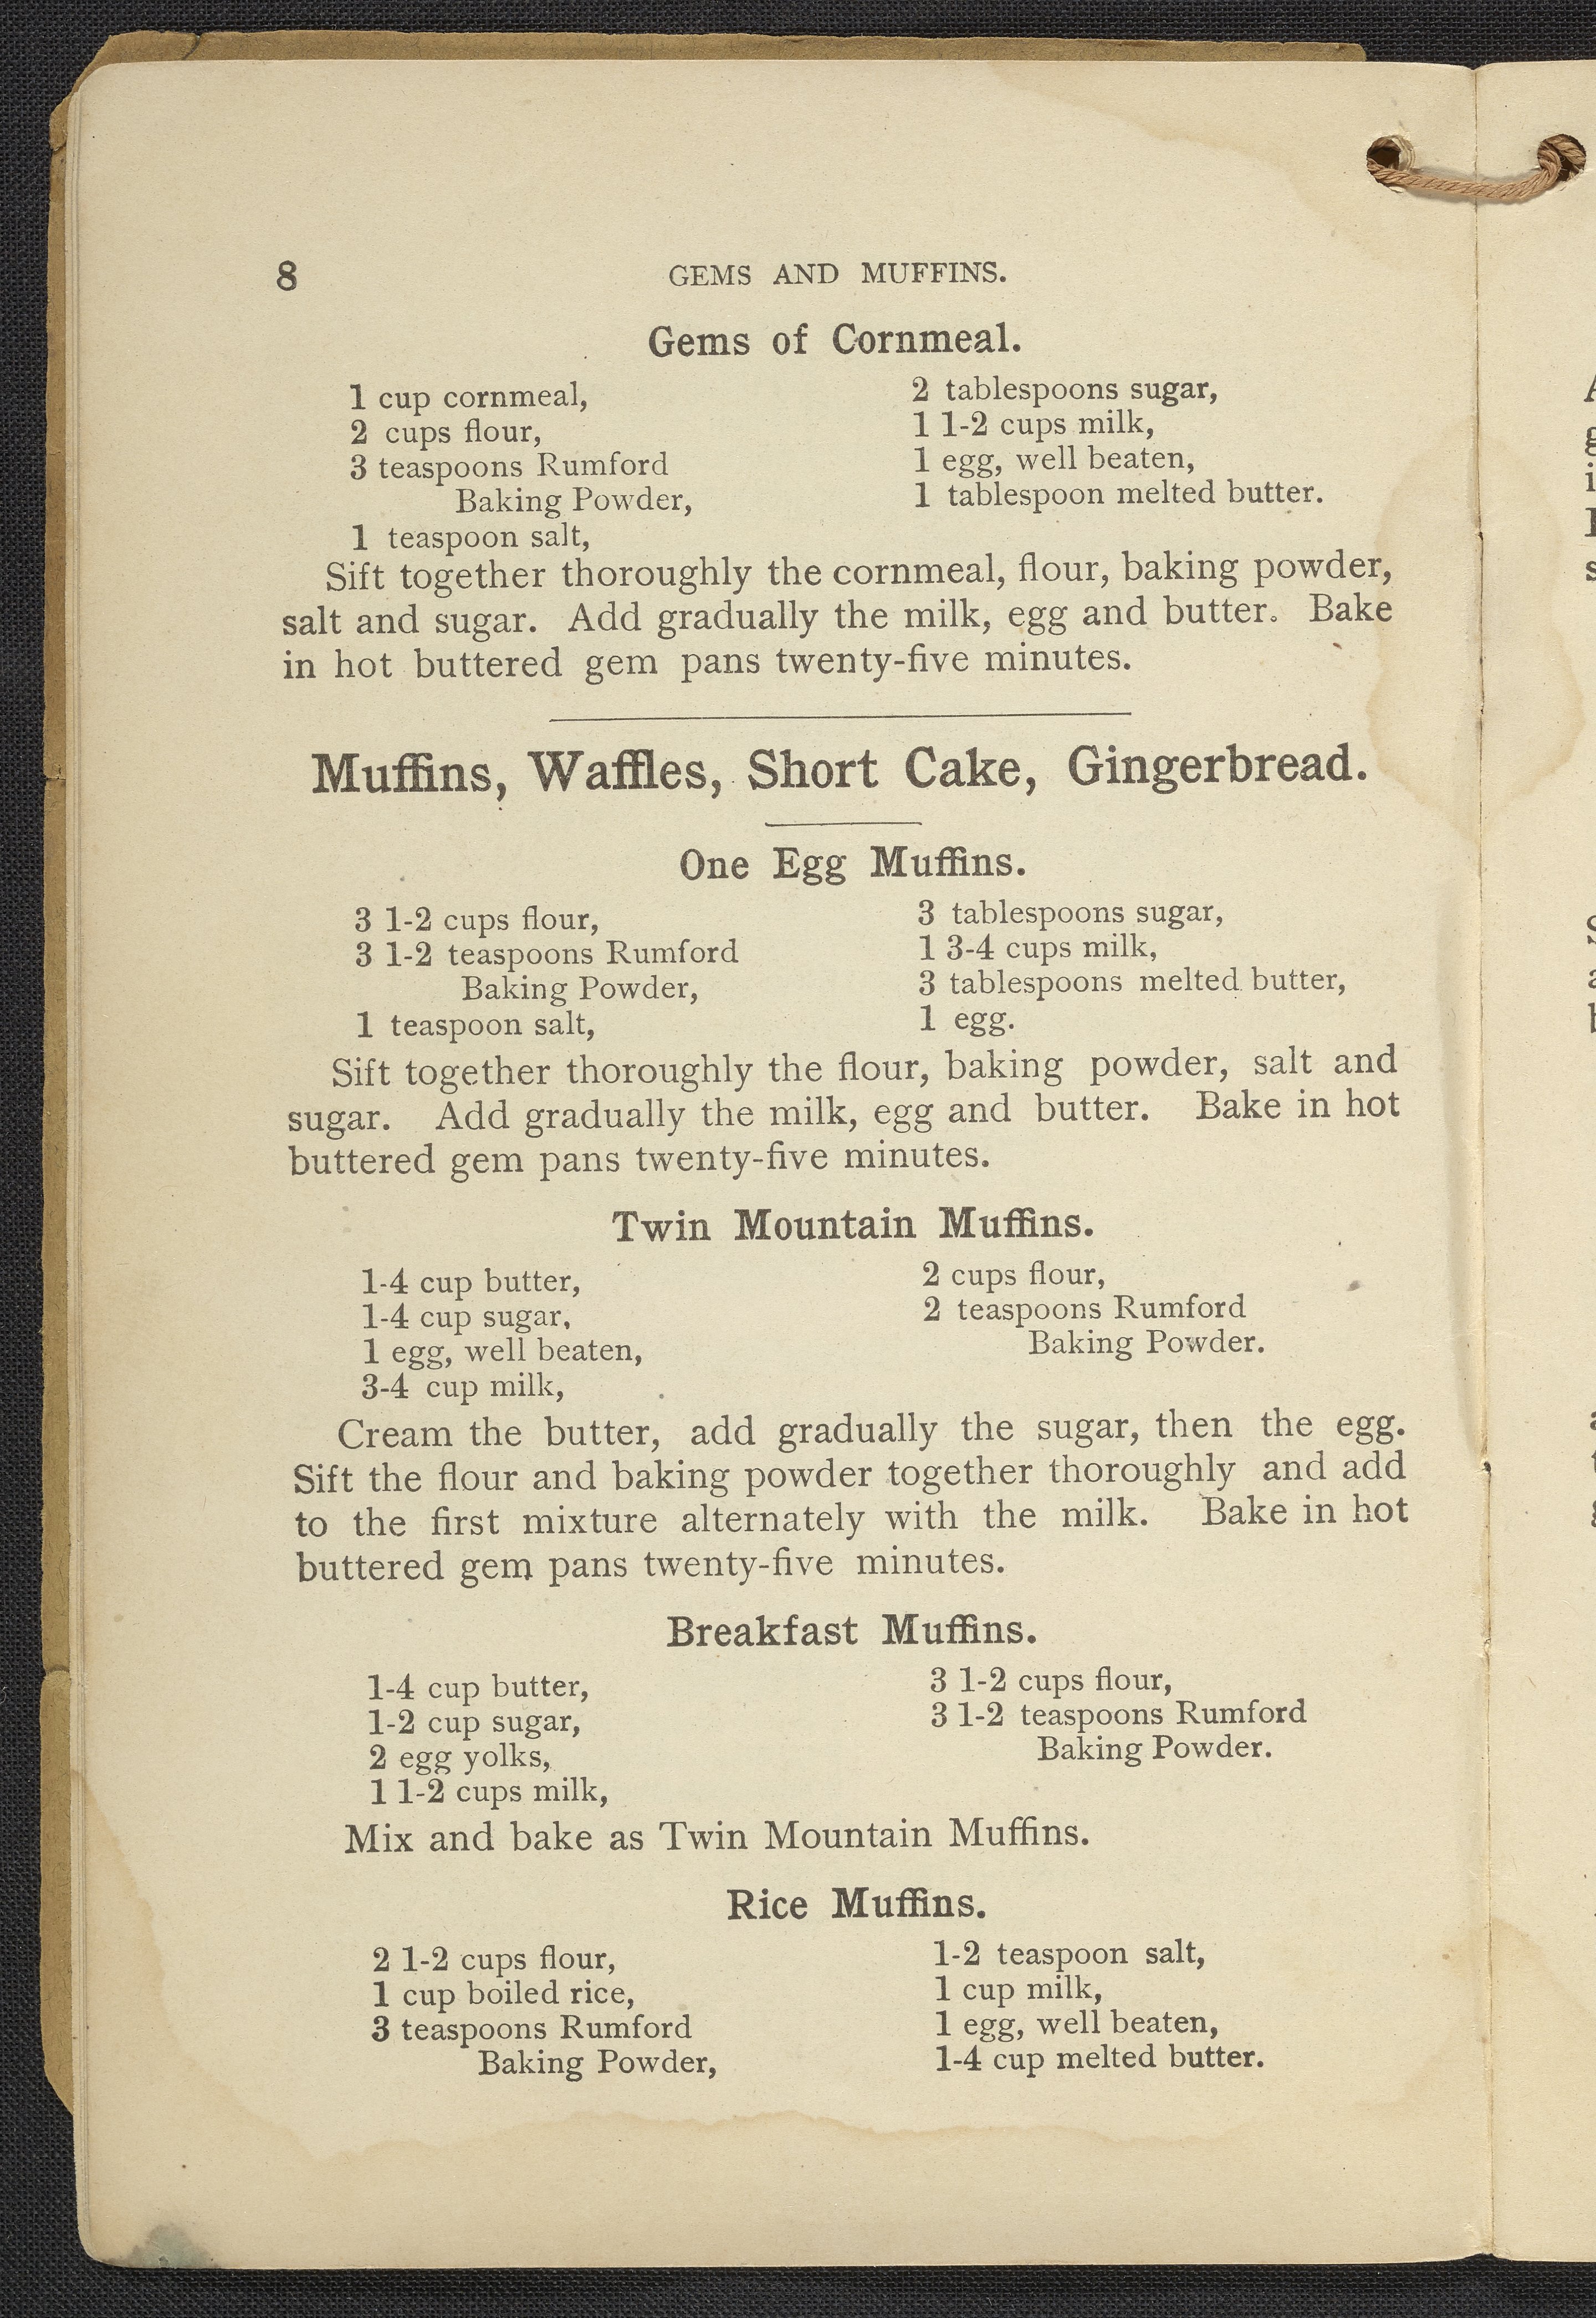 8 GEMS AND MUFFINS.
Gems of Cornmeal.
1 cup cornmeal,
2 cups flour,
3 teaspoons Rumford
Baking Powder,
1 teaspoon salt,
2 tablespoons sugar,
1 1-2 cups milk,
1 egg, well beaten,
1 tablespoon melted butter.
Sift together thoroughly the cornmeal, flour, baking powder,
salt and sugar. Add gradually the milk, egg and butter. Bake
in hot buttered gem pans twenty-five minutes.
Muffins, Waffles, Short Cake, Gingerbread.
One Egg Muffins.
3 1-2 cups flour,
3 1-2 teaspoons Rumford
Baking Powder,
1 teaspoon salt,
3 tablespoons sugar,
1 3-4 cups milk,
3 tablespoons melted butter,
1 egg.
Sift together thoroughly the flour, baking powder, salt and
sugar. Add gradually the milk, egg and butter. Bake in hot
buttered gem pans twenty-five minutes.
Twin Mountain Muffins.
1-4 cup butter,
1-4 cup sugar,
1 egg, well beaten,
3-4 cup milk,
2 cups flour,
2 teaspoons Rumford
Baking Powder.
Cream the butter, add gradually the sugar, then the egg.
Sift the flour and baking powder together thoroughly and add
to the first mixture alternately with the milk. Bake in hot
buttered gem pans twenty-five minutes.
Breakfast Muffins.
1-4 cup butter,
1-2 cup sugar,
2 egg yolks,
1 1-2 cups milk,
3 1-2 cups flour,
3 1-2 teaspoons Rumford
Baking Powder.
Mix and bake as Twin Mountain Muffins.
Rice Muffins.
2 1-2 cups flour,
1 cup boiled rice,
3 teaspoons Rumford
Baking Powder,
1-2 teaspoon salt,
1 cup milk,
1 egg, well beaten,
1-4 cup melted butter.